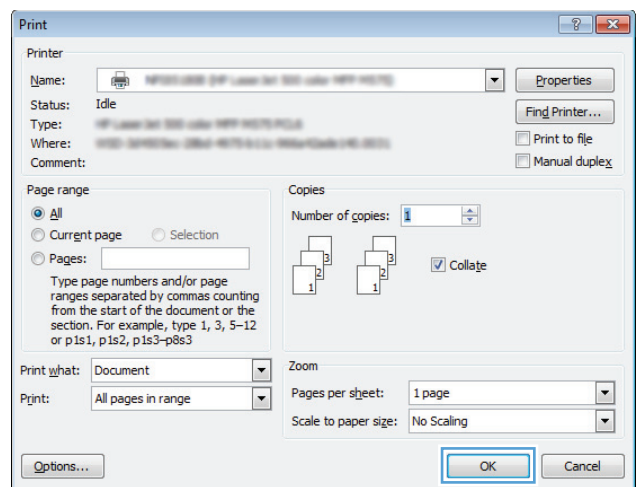 Print
Printer
Name:
Properties
Status: Idle
Find Printer...
Type:
Where:
Print to file
Comment:
Manual duplex
Page range
All
Current page Selection
Pages:
Type page numbers and/or page
ranges separated by commas counting
from the start of the document or the
section. For example, type 1, 3, 5–12
or p1s1, p1s2, p1s3–p8s3
Copies
Number of copies: 1
3 3
2 2
1 1
Collate
Print what: Document
Print: All pages in range
Zoom
Pages per sheet: 1 page
Scale to paper size: No Scaling
Options... OK Cancel